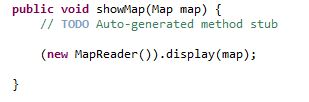 public void showMap(Map map) {
// TODO Auto-generated method stub
(new MapReader()).display(map);
}